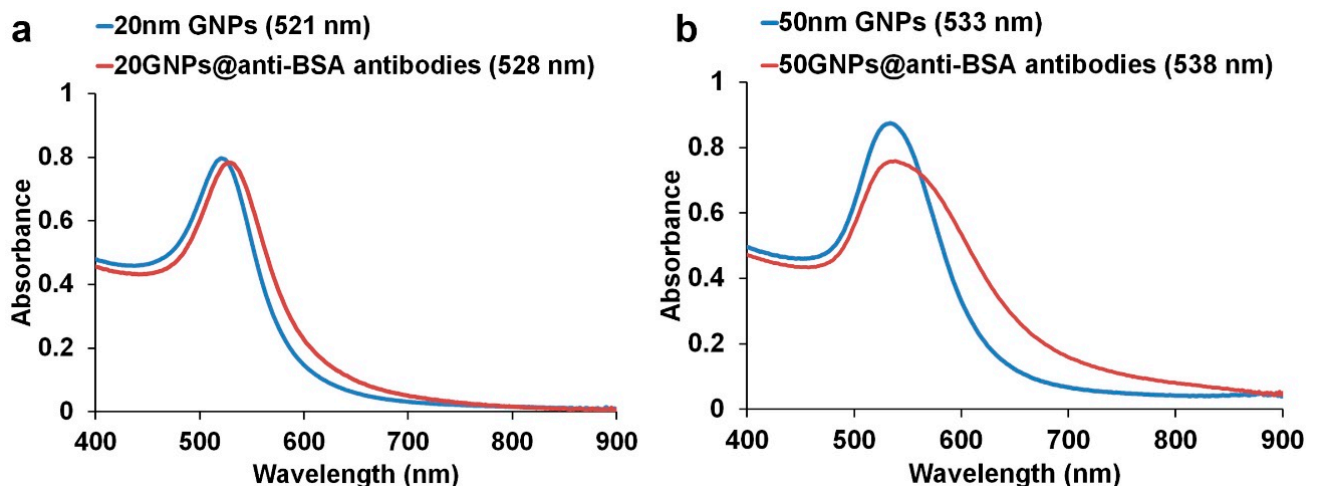 a
20nm GNPs (521 nm)
20GNPs@anti-BSA antibodies (528 nm)
1
0.8
0.6
0.4
0.2
0
Absorbance
400 500 600 700 800 900
Wavelength (nm)
b
50nm GNPs (533 nm)
50GNPs@anti-BSA antibodies (538 nm)
1
0.8
0.6
0.4
0.2
0
Absorbance
400 500 600 700 800 900
Wavelength (nm)